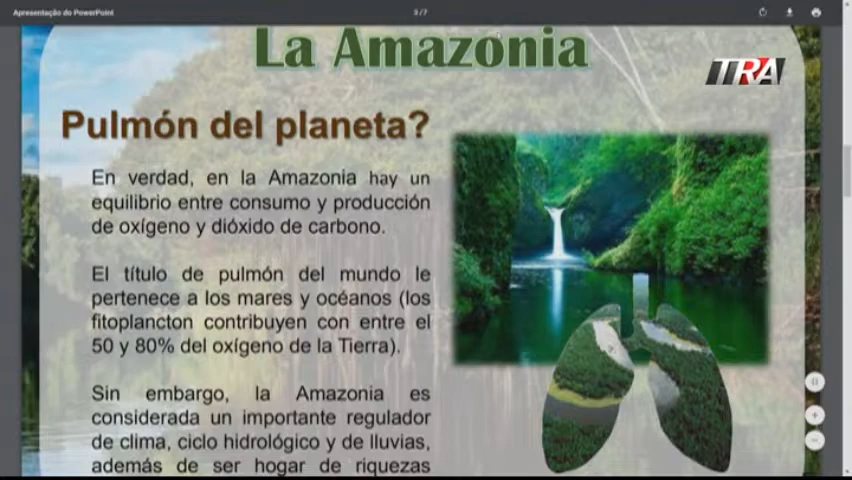 Apresentação do PowerPoint
3 / 7
La Amazonia
TRA
Pulmón del planeta?
En verdad, en la Amazonia hay un
equilibrio entre consumo y producción
de oxígeno y dióxido de carbono.
El título de pulmón del mundo le
pertenece a los mares y océanos (los
fitoplancton contribuyen con entre el
50 y 80% del oxígeno de la Tierra).
Sin embargo, la Amazonia es
considerada un importante regulador
de clima, ciclo hidrológico y de lluvias,
además de ser hogar de riquezas